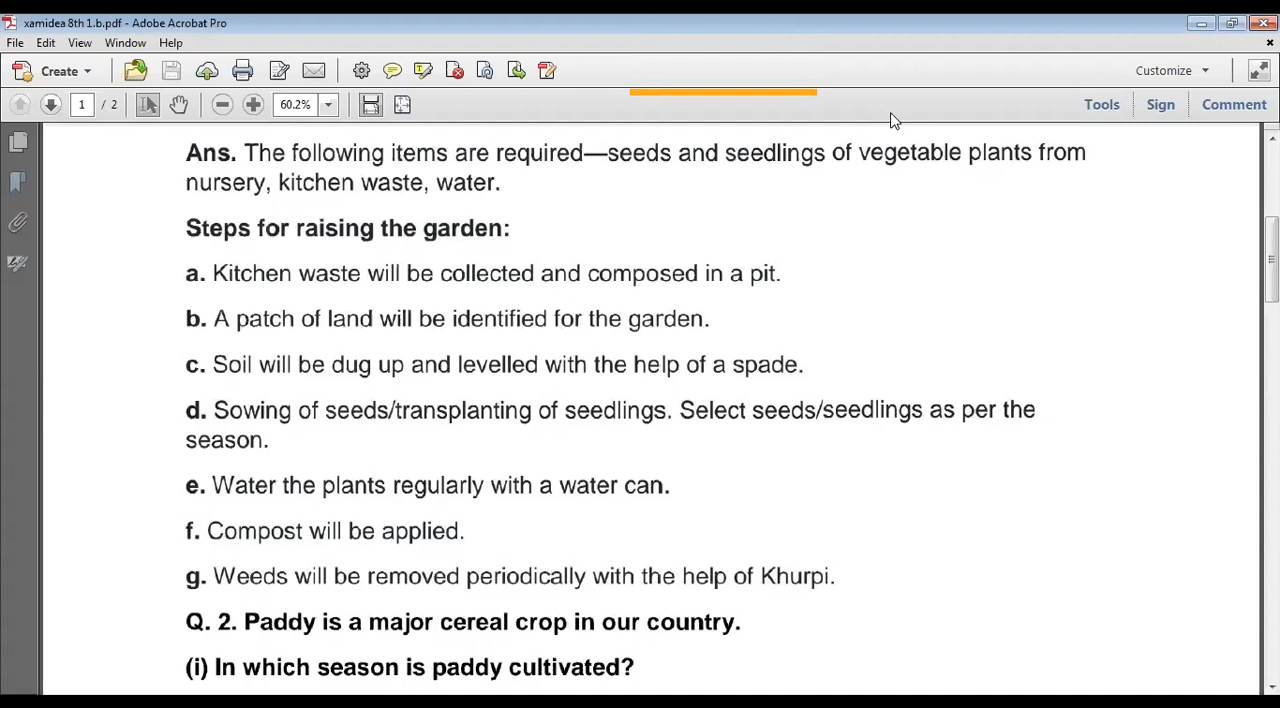 xamidea 8th 1.b.pdf - Adobe Acrobat Pro
File Edit View Window Help
Create Customize
1 / 2 60.2% Tools Sign Comment
Ans. The following items are required—seeds and seedlings of vegetable plants from
nursery, kitchen waste, water.
Steps for raising the garden:
a. Kitchen waste will be collected and composed in a pit.
b. A patch of land will be identified for the garden.
c. Soil will be dug up and levelled with the help of a spade.
d. Sowing of seeds/transplanting of seedlings. Select seeds/seedlings as per the
season.
e. Water the plants regularly with a water can.
f. Compost will be applied.
g. Weeds will be removed periodically with the help of Khurpi.
Q. 2. Paddy is a major cereal crop in our country.
(i) In which season is paddy cultivated?